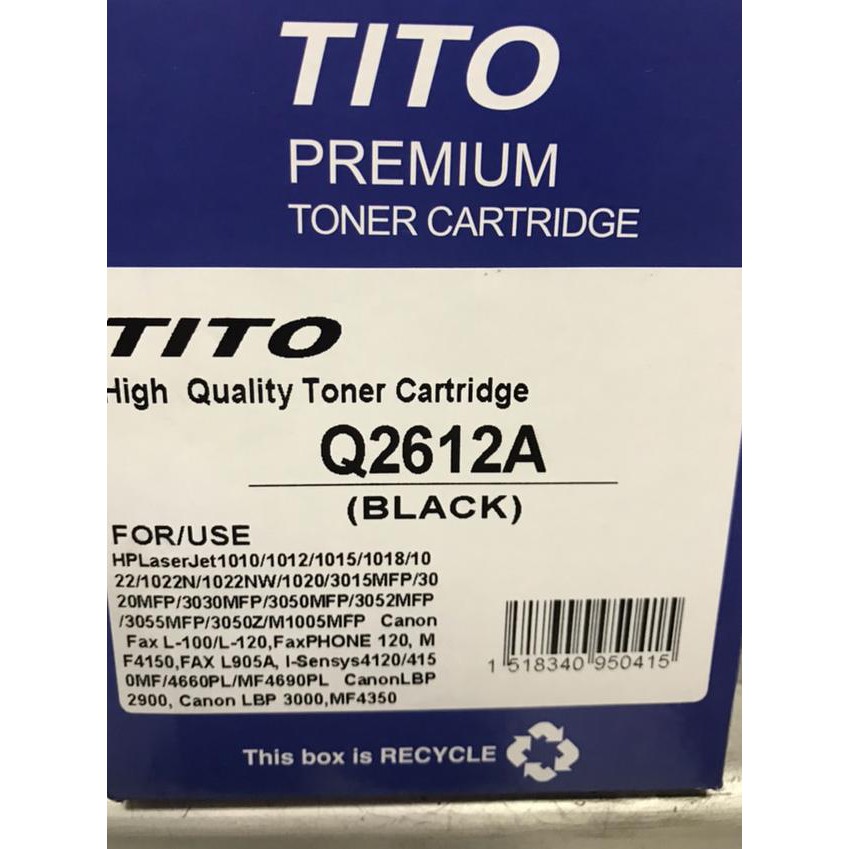 TITO
PREMIUM
TONER CARTRIDGE
TITO
High Quality Toner Cartridge
Q2612A
(BLACK)
FOR/USE
HPLaserJet1010/1012/1015/1018/10
22/1022N/1022NW/1020/3015MFP/30
20MFP/3030MFP/3050MFP/3052MFP
/3055MFP/3050Z/M1005MFP Canon
Fax L-100/L-120,FaxPHONE 120, M
F4150,FAX L905A, I-Sensys4120/415
0MF/4660PL/MF4690PL CanonLBP
2900, Canon LBP 3000,MF4350
1 518340 950415
This box is RECYCLE